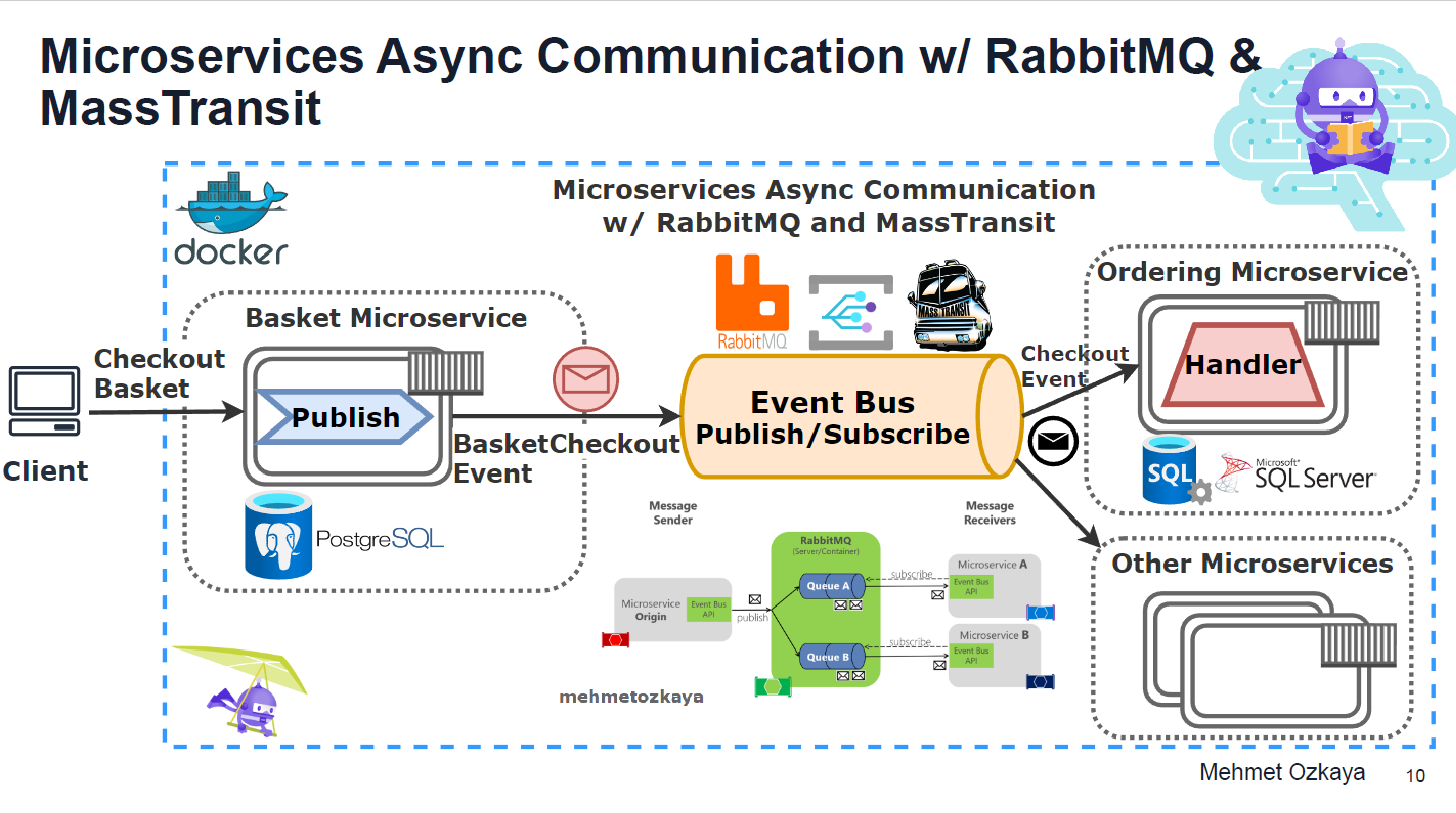 Microservices Async Communication w/ RabbitMQ &
MassTransit
docker
Microservices Async Communication
w/ RabbitMQ and MassTransit
RabbitMQ
MASS TRANSIT
Ordering Microservice
Handler
SQL
Microsoft®
SQL Server®
Basket Microservice
Checkout
Basket
Client
Publish
PostgreSQL
BasketCheckout
Event
Event Bus
Publish/Subscribe
Checkout
Event
Message
Sender
Message
Receivers
RabbitMQ
(Server/Container)
Microservice
Origin
Event Bus
API
publish
Queue A
subscribe
Microservice A
Event Bus
API
Queue B
subscribe
Microservice B
Event Bus
API
Other Microservices
mehmetozkaya
Mehmet Ozkaya
10